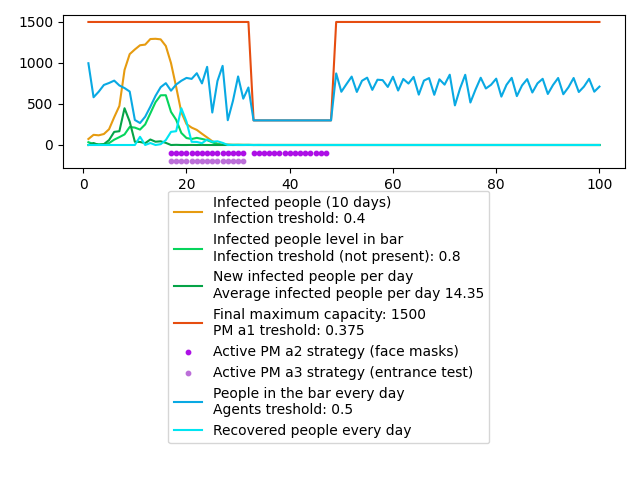 1500
1000
500
0
0
20
40
60
80
100
Infected people (10 days)
Infection treshold: 0.4
Infected people level in bar
Infection treshold (not present): 0.8
New infected people per day
Average infected people per day 14.35
Final maximum capacity: 1500
PM a1 treshold: 0.375
Active PM a2 strategy (face masks)
Active PM a3 strategy (entrance test)
People in the bar every day
Agents treshold: 0.5
Recovered people every day